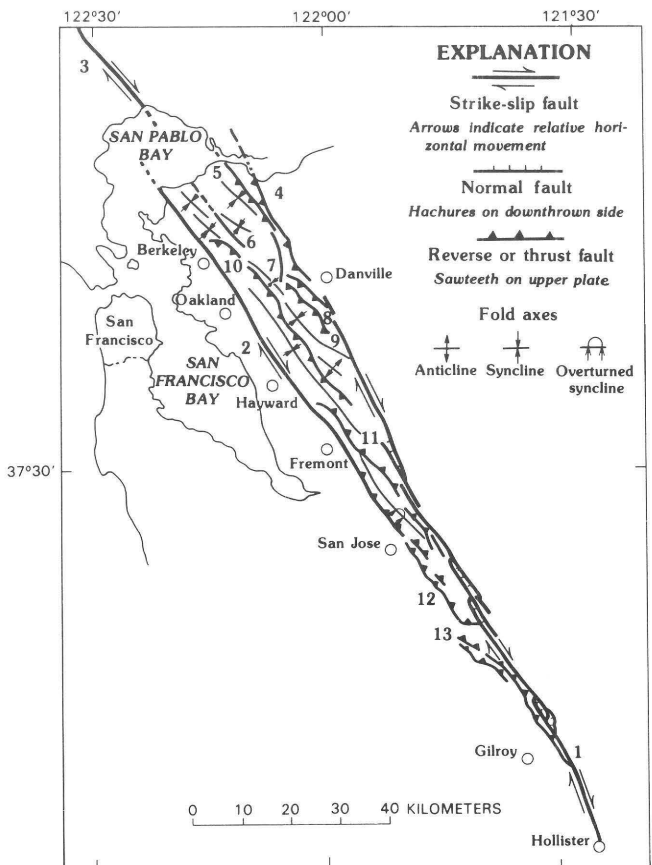 122°30'
122°00'
121°30'
EXPLANATION
Strike-slip fault
Arrows indicate relative hori-
zontal movement
Normal fault
Hachures on downthrown side
Reverse or thrust fault
Sawteeth on upper plate
Fold axes
Anticline
Syncline
Overturned
syncline
3
SAN PABLO
BAY
5
4
6
Berkeley
10
7
Danville
Oakland
8
San
Francisco
2
9
SAN
FRANCISCO
BAY
Hayward
11
Fremont
37°30'
San Jose
12
13
Gilroy
1
0 10 20 30 40 KILOMETERS
Hollister